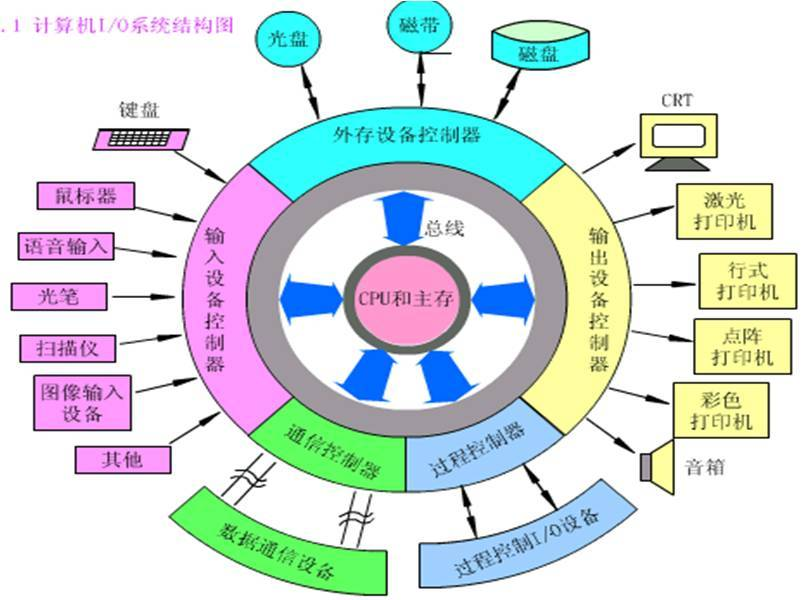 .1 计算机I/O系统结构图
光盘
磁带
磁盘
键盘
CRT
外存设备控制器
鼠标器
语音输入
光笔
扫描仪
图像输入
设备
其他
输入设备控制器
总线
CPU和主存
输出设备控制器
激光
打印机
行式
打印机
点阵
打印机
彩色
打印机
音箱
通信控制器
过程控制器
数据通信设备
过程控制I/O设备